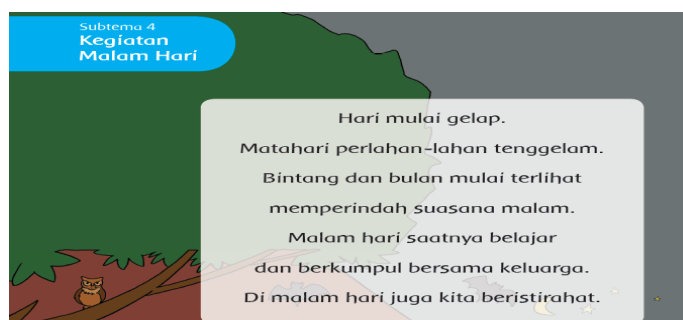 Subtema 4
Kegiatan
Malam Hari
Hari mulai gelap.
Matahari perlahan-lahan tenggelam.
Bintang dan bulan mulai terlihat
memperindah suasana malam.
Malam hari saatnya belajar
dan berkumpul bersama keluarga.
Di malam hari juga kita beristirahat.